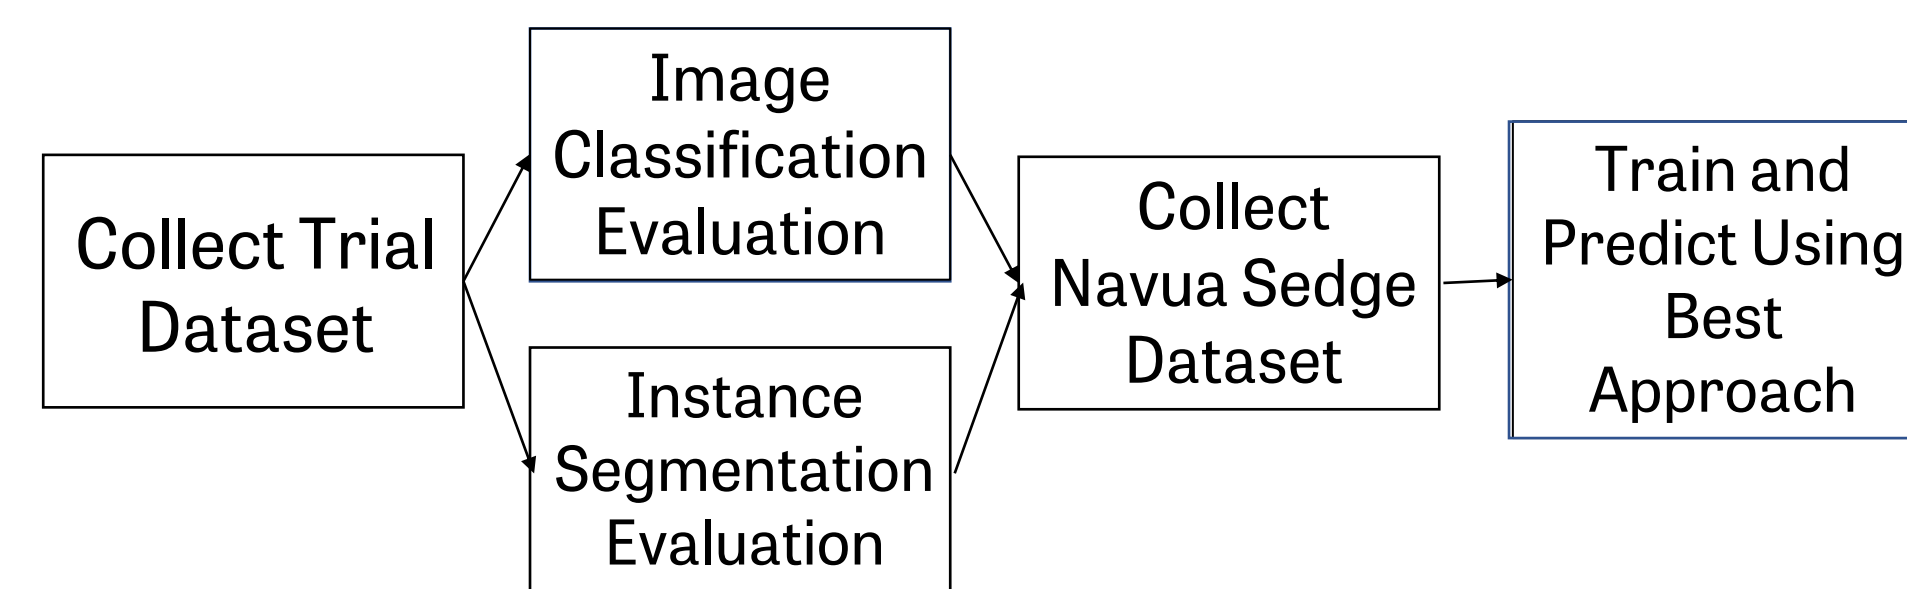 Collect Trial
Dataset
Image
Classification
Evaluation
Instance
Segmentation
Evaluation
Collect
Navua Sedge
Dataset
Train and
Predict Using
Best
Approach